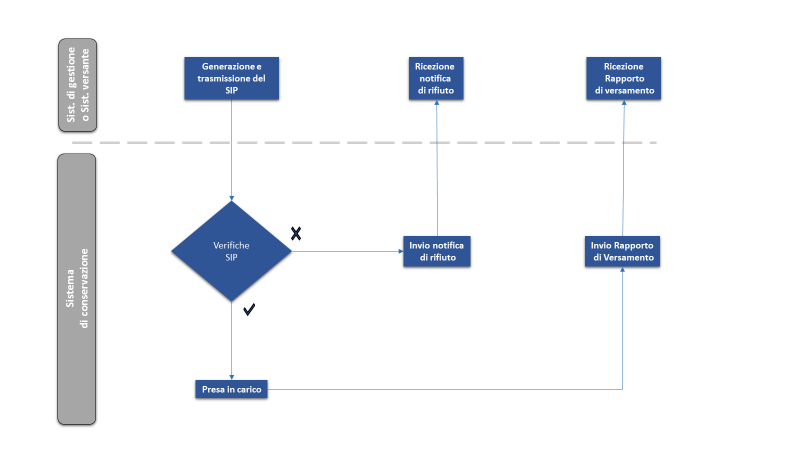 Sist. di gestione
o Sist. versante
Generazione e
trasmissione del
SIP
Ricezione
notifica
di rifiuto
Ricezione
Rapporto
di versamento
Sistema
di conservazione
Verifiche
SIP
Invio notifica
di rifiuto
Invio Rapporto
di Versamento
Presa in carico